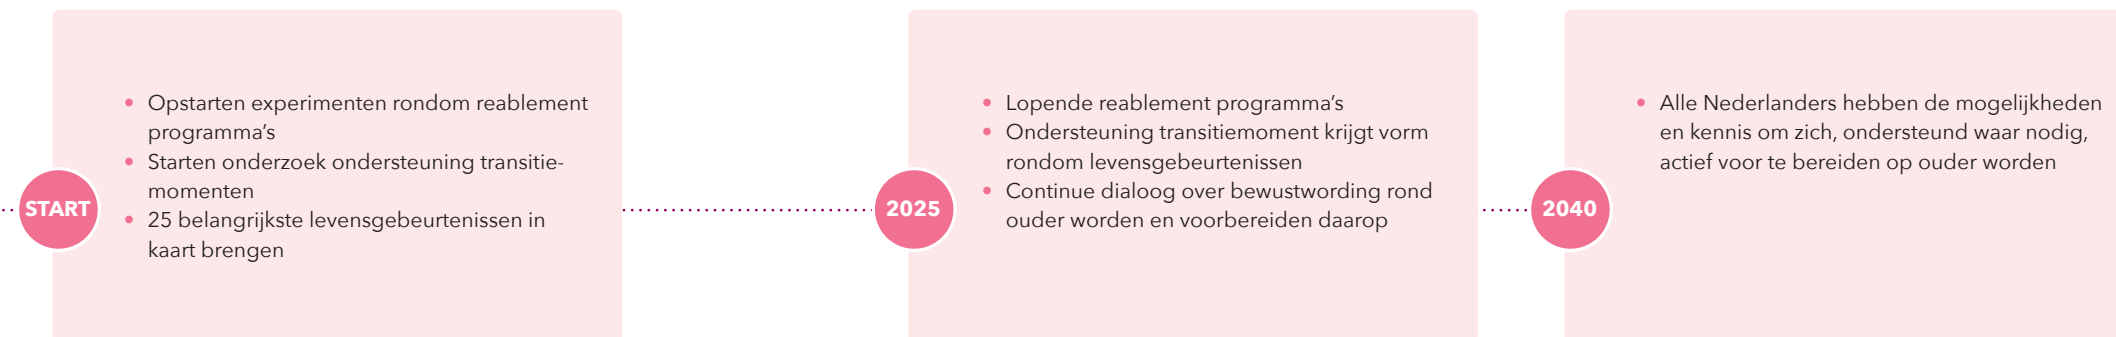 START
• Opstarten experimenten rondom reablement
programma’s
• Starten onderzoek ondersteuning transitie-
momenten
• 25 belangrijkste levensgebeurtenissen in
kaart brengen
2025
• Lopende reablement programma’s
• Ondersteuning transitiemoment krijgt vorm
rondom levensgebeurtenissen
• Continue dialoog over bewustwording rond
ouder worden en voorbereiden daarop
2040
• Alle Nederlanders hebben de mogelijkheden
en kennis om zich, ondersteund waar nodig,
actief voor te bereiden op ouder worden